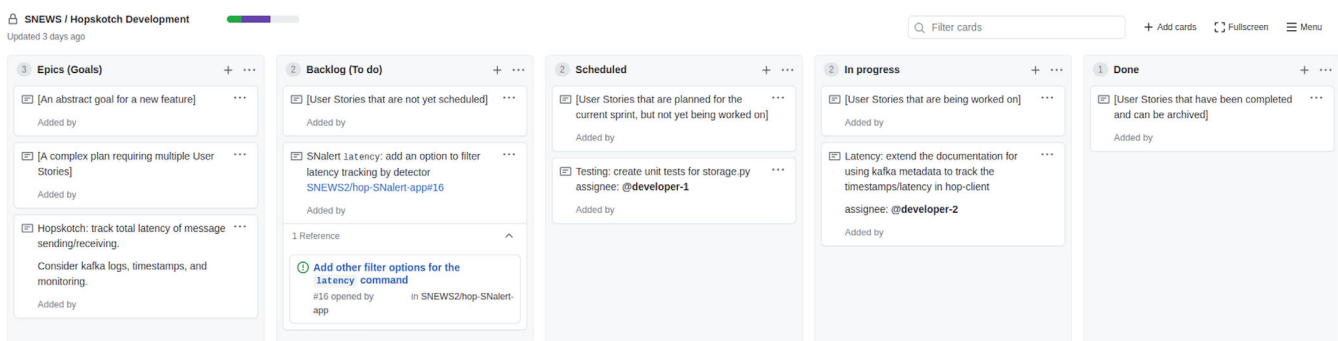 SNEWS / Hopskotch Development
Updated 3 days ago
Filter cards
+ Add cards
Fullscreen
Menu
3 Epics (Goals)
[An abstract goal for a new feature]
Added by
[A complex plan requiring multiple User
Stories]
Added by
Hopskotch: track total latency of message
sending/receiving.
Consider kafka logs, timestamps, and
monitoring.
Added by
2 Backlog (To do)
[User Stories that are not yet scheduled]
Added by
SNalert latency: add an option to filter
latency tracking by detector
SNEWS2/hop-SNalert-app#16
Added by
1 Reference
Add other filter options for the
latency command
#16 opened by in SNEWS2/hop-SNalert-
app
2 Scheduled
[User Stories that are planned for the
current sprint, but not yet being worked on]
Added by
Testing: create unit tests for storage.py
assignee: @developer-1
Added by
2 In progress
[User Stories that are being worked on]
Added by
Latency: extend the documentation for
using kafka metadata to track the
timestamps/latency in hop-client
assignee: @developer-2
Added by
1 Done
[User Stories that have been completed
and can be archived]
Added by